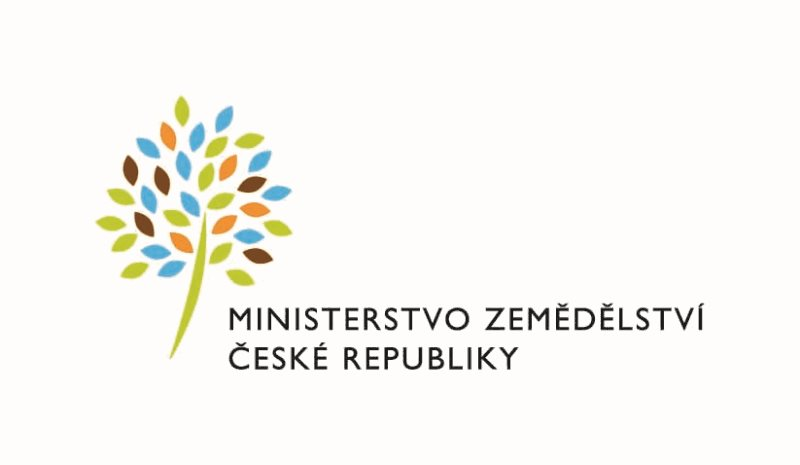 MINISTERSTVO ZEMĚDĚLSTVÍ
ČESKÉ REPUBLIKY